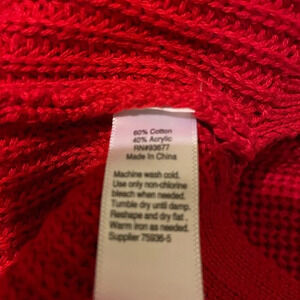 60% Cotton
40% Acrylic
RN#93677
Made In China
Machine wash cold.
Use only non-chlorine
bleach when needed.
Tumble dry until damp.
Reshape and dry flat.
Warm iron as needed.
Supplier 75936-5